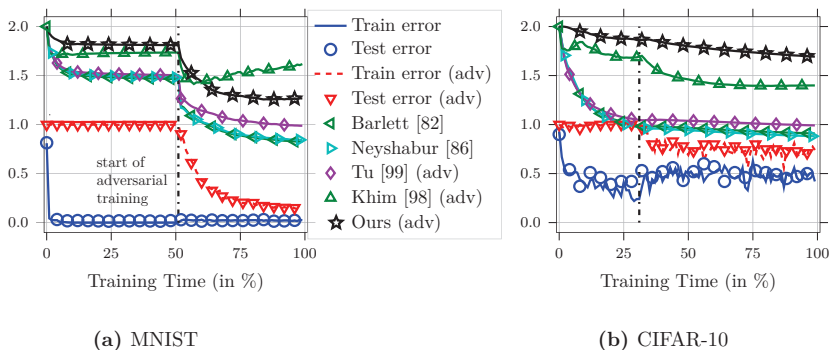 2.0
1.5
1.0
0.5
0.0
start of
adversarial
training
0 25 50 75 100
Training Time (in %)
Train error
Test error
Train error (adv)
Test error (adv)
Barlett [82]
Neyshabur [86]
Tu [99] (adv)
Khim [98] (adv)
Ours (adv)
2.0
1.5
1.0
0.5
0.0
0 25 50 75 100
Training Time (in %)
(a) MNIST
(b) CIFAR-10